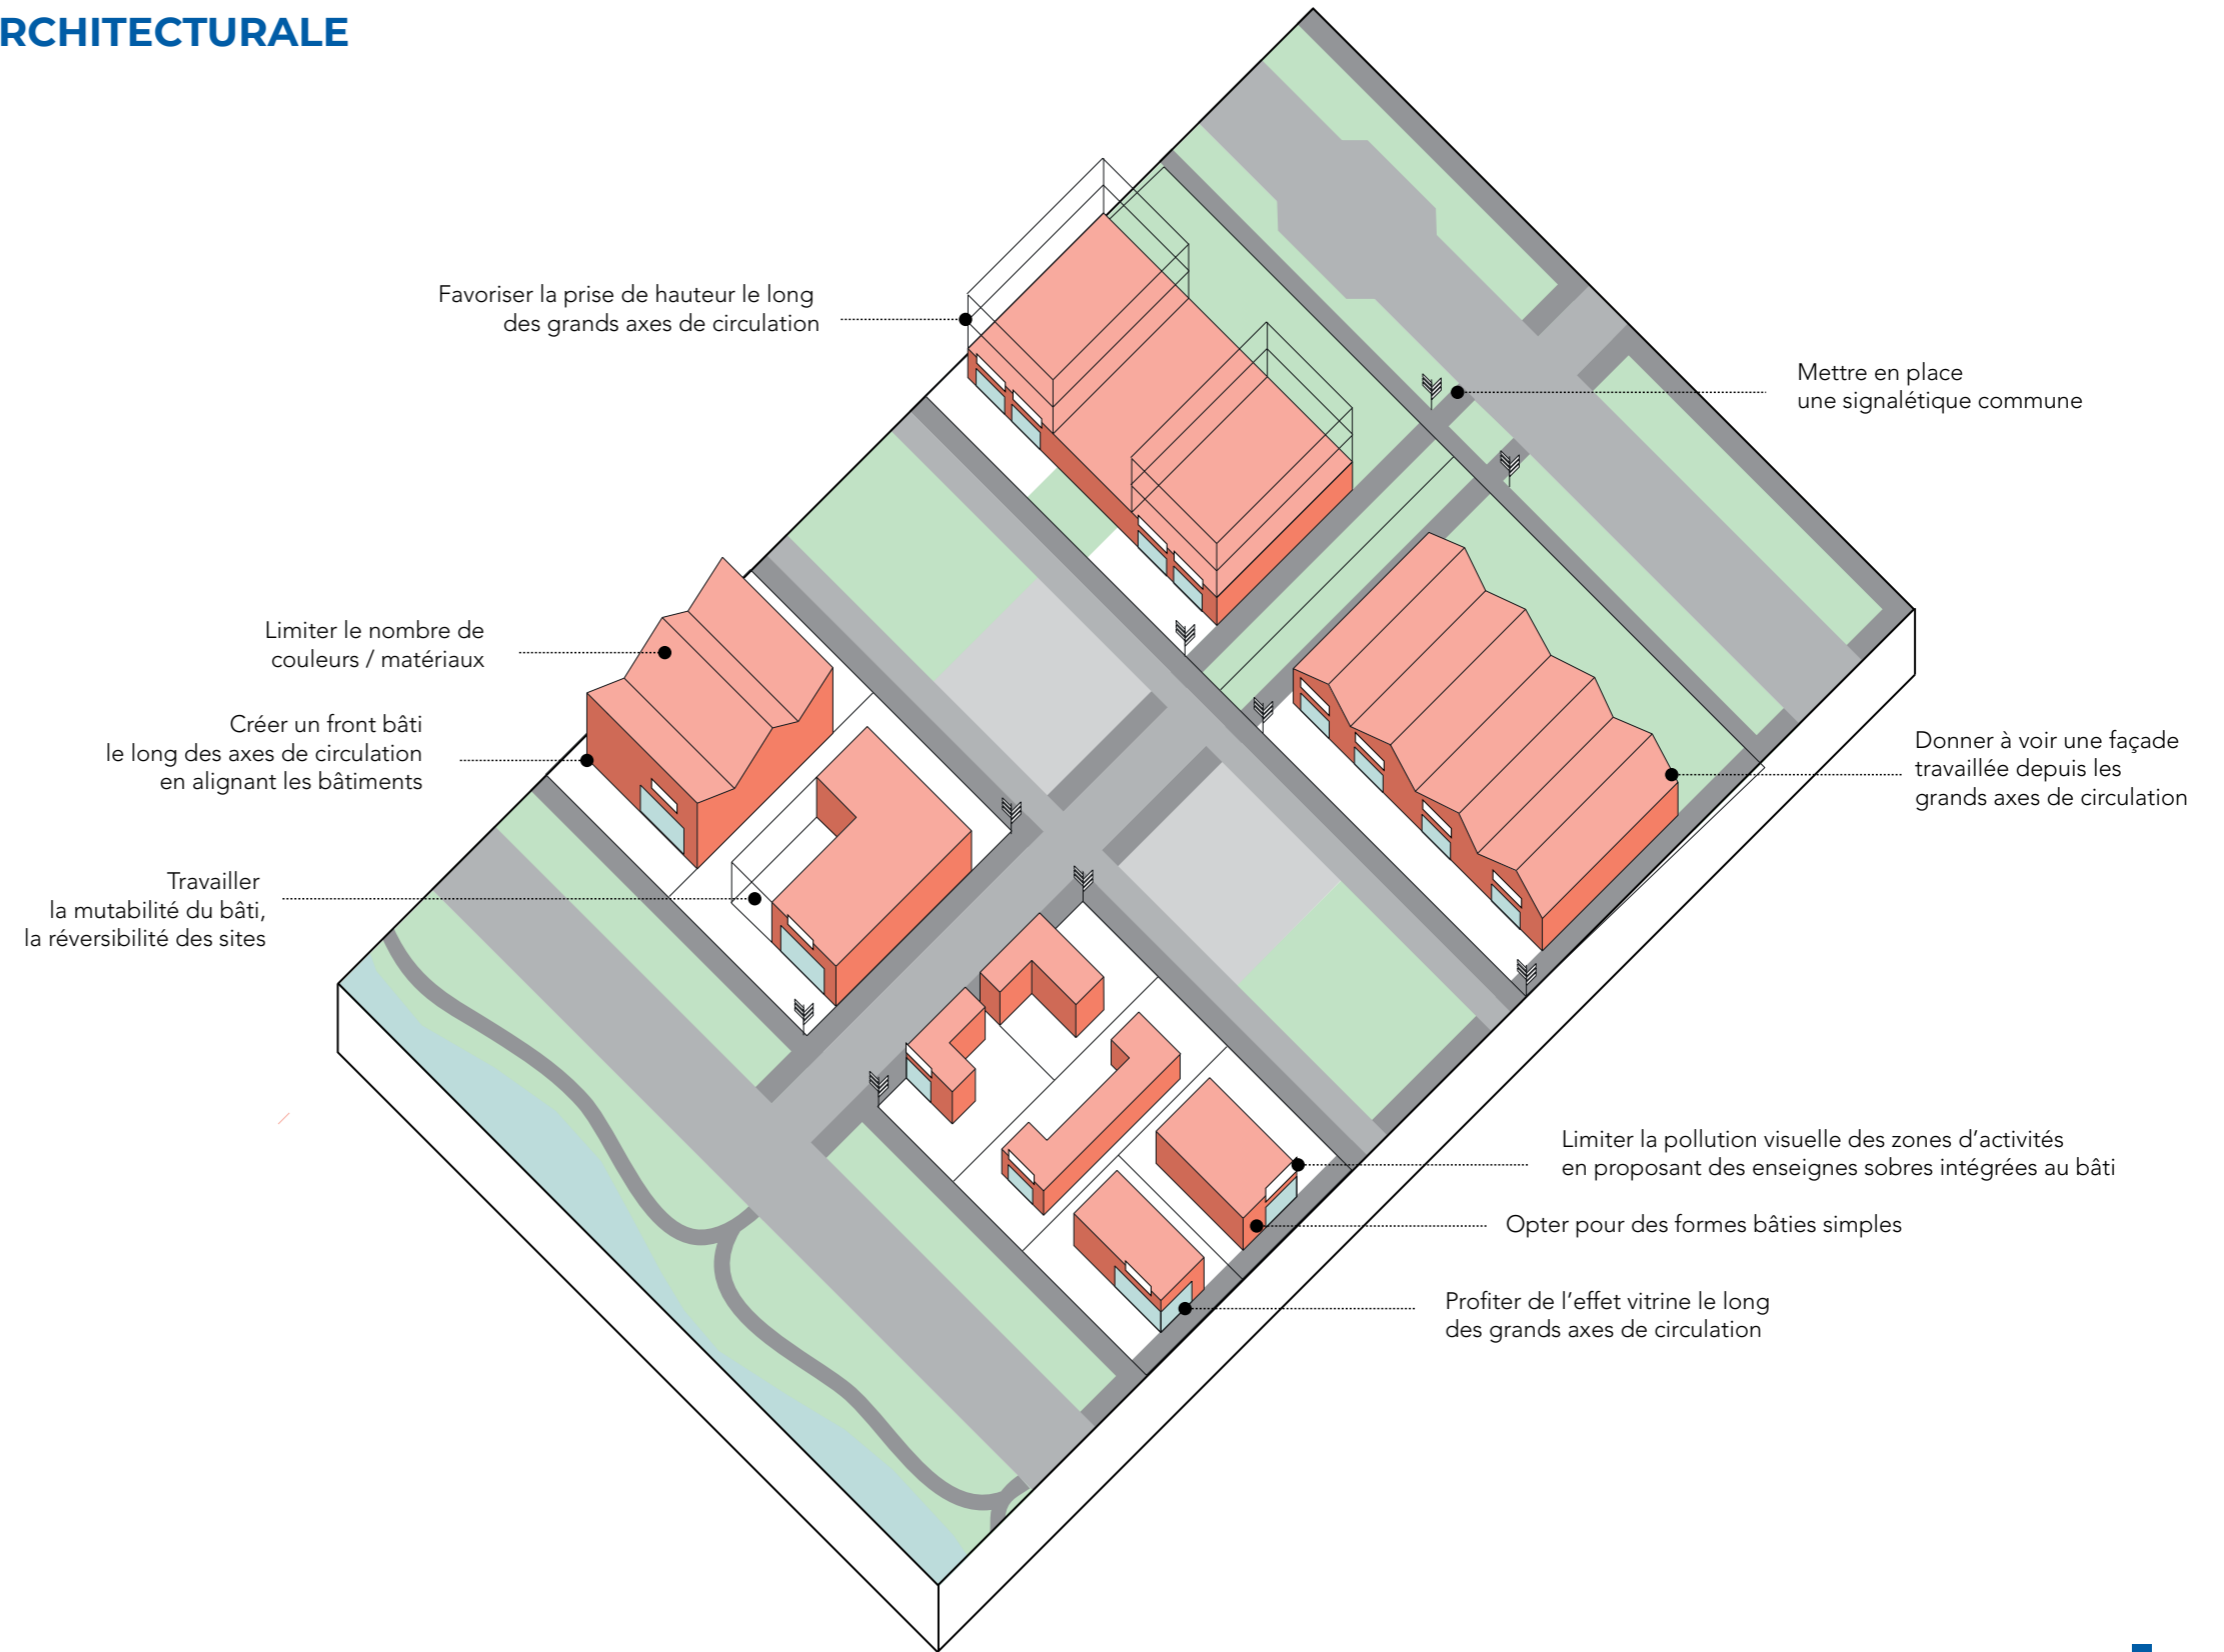 RCHITECTURALE
Favoriser la prise de hauteur le long
des grands axes de circulation
Mettre en place
une signalétique commune
Limiter le nombre de
couleurs / matériaux
Créer un front bâti
le long des axes de circulation
en alignant les bâtiments
Donner à voir une façade
travaillée depuis les
grands axes de circulation
Travailler
la mutabilité du bâti,
la réversibilité des sites
Limiter la pollution visuelle des zones d’activités
en proposant des enseignes sobres intégrées au bâti
Opter pour des formes bâties simples
Profiter de l’effet vitrine le long
des grands axes de circulation